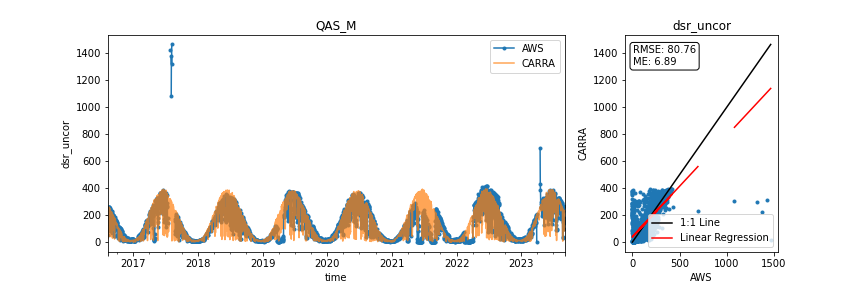 QAS_M
dsr_uncor
1400
1200
1000
800
600
400
200
0
dsr_uncor
AWS
CARRA
2017
2018
2019
2020
2021
2022
2023
time
dsr_uncor
RMSE: 80.76
ME: 6.89
1400
1200
1000
800
600
400
200
0
CARRA
1:1 Line
Linear Regression
0
500
1000
1500
AWS